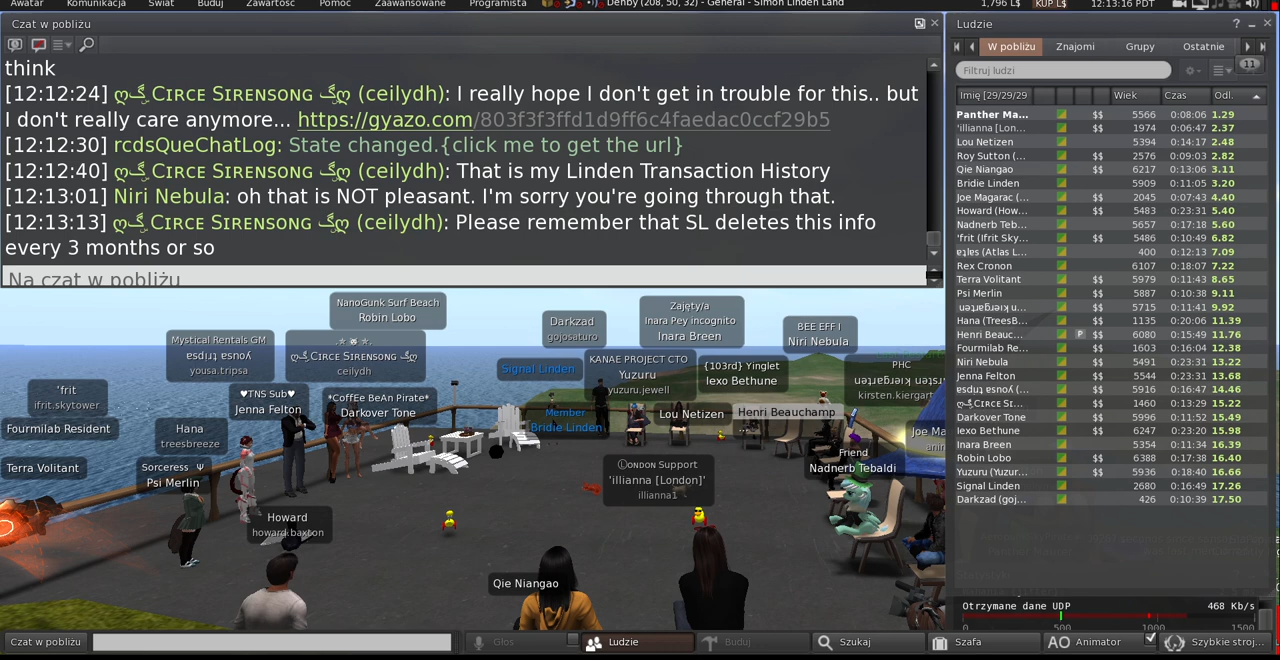 Awatar Komunikacja Świat Buduj Zawartość Pomoc Zaawansowane Programista Denby (208, 50, 32) - General - Simon Linden Land 1,796 L$ KUP L$ 12:13:16 PDT
Czat w pobliżu
think
[12:12:24] (ceilydh): I really hope I don't get in trouble for this.. but
I don't really care anymore... https://gyazo.com/803f3f3ffd1d9ff6c4faedac0ccf29b5
[12:12:30] rcdsQueChatLog: State changed.{click me to get the url}
[12:12:40] Cɪʀᴄᴇ Sɪʀᴇɴsᴏɴɢ (ceilydh): That is my Linden Transaction History
[12:13:01] Niri Nebula: oh that is NOT pleasant. I'm sorry you're going through that.
[12:13:13] Cɪʀᴄᴇ Sɪʀᴇɴsᴏɴɢ (ceilydh): Please remember that SL deletes this info
every 3 months or so
Na czat w pobliżu
NanoGunk Surf Beach
Robin Lobo
Darkzad
gojosaturo
Zajęty/a
Inara Pey incognito
Inara Breen
BEE EFF I
Niri Nebula
Mystical Rentals GM
ɐsdıɹʇ ɐsnoʎ
yousa.tripsa
Cɪʀᴄᴇ Sɪʀᴇɴsᴏɴɢ
ceilydh
Signal Linden
KANAE PROJECT CTO
Yuzuru
yuzuru.jewell
{103rd} Yinglet
Iexo Bethune
PHC
kirsten.kiergart
'frit
ifrit.skytower
♥TNS Sub♥
Jenna Felton
*CoffEe BeAn Pirate*
Darkover Tone
Member
Bridie Linden
Lou Netizen
Henri Beauchamp
...
Fourmilab Resident
Hana
treesbreeze
Joe Ma
Terra Volitant
Sorceress Ψ
Psi Merlin
Ⓛᴏɴᴅᴏɴ Support
'illianna [London]'
illianna1
Friend
Nadnerb Tebaldi
Howard
howard.baxton
Qie Niangao
Ludzie
W pobliżu Znajomi Grupy Ostatnie
Filtruj ludzi 11
Imię [29/29/29 Wiek Czas Odl.
Panther Ma... $$ 5566 0:08:06 1.29
'illianna [Lon... $$ 1974 0:06:47 2.37
Lou Netizen 5394 0:14:17 2.48
Roy Sutton (... $$ 2576 0:09:03 2.82
Qie Niangao $$ 6217 0:13:06 3.11
Bridie Linden 5909 0:11:05 3.20
Joe Magarac (... $$ 2045 0:07:43 4.40
Howard (How... $$ 5483 0:23:31 5.40
Nadnerb Teb... 5657 0:17:18 5.60
'frit (Ifrit Sky... $$ 5486 0:10:49 6.82
(Atlas L... 400 0:12:13 7.09
Rex Cronon 6107 0:18:07 7.22
Terra Volitant $$ 5979 0:11:43 8.65
Psi Merlin $$ 5887 0:10:38 9.11
$$ 5715 0:11:41 9.92
Hana (TreesB... $$ 1135 0:20:06 11.39
Henri Beauc... P $$ 6080 0:15:49 11.76
Fourmilab Re... $$ 1603 0:16:04 12.38
Niri Nebula $$ 5491 0:23:31 13.22
Jenna Felton $$ 5544 0:23:31 13.68
ɐsdıɹʇ ɐsnoʎ (... $$ 5916 0:16:47 14.46
Cɪʀᴄᴇ Sɪ... $$ 1460 0:13:29 15.22
Darkover Tone $$ 5996 0:11:52 15.49
Iexo Bethune $$ 6247 0:23:20 15.98
Inara Breen 5354 0:11:34 16.39
Robin Lobo $$ 6388 0:17:38 16.40
Yuzuru (Yuzur... $$ 5936 0:18:40 16.66
Signal Linden 2680 0:16:49 17.26
Darkzad (goj... 426 0:10:39 17.50
Otrzymane dane UDP 468 Kb/s
0 500 1000 1500
Czat w pobliżu Głos Ludzie Buduj Szukaj Szafa AO Animator Szybkie stroj...